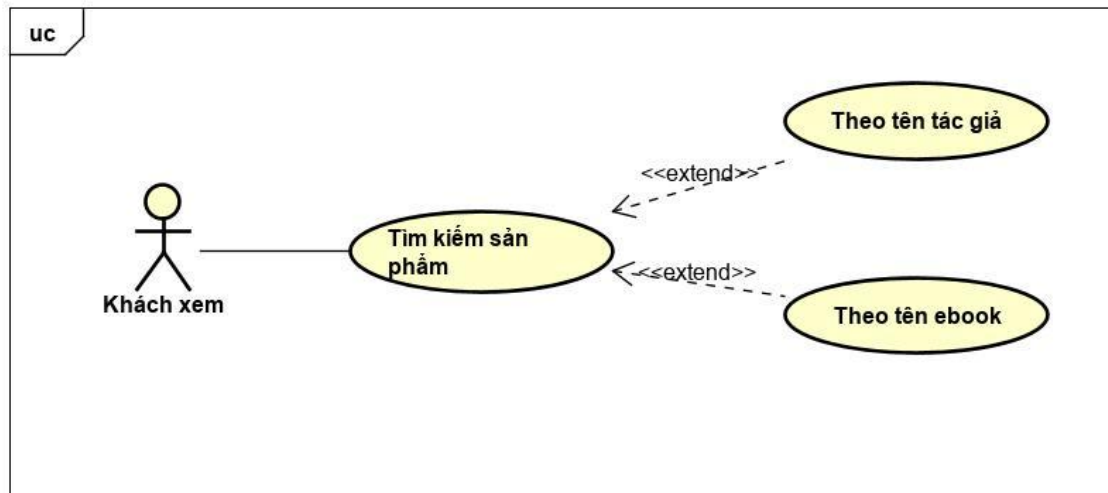 uc
Theo tên tác giả
<<extend>>
Tìm kiếm sản
phẩm
<<extend>>
Khách xem
Theo tên ebook